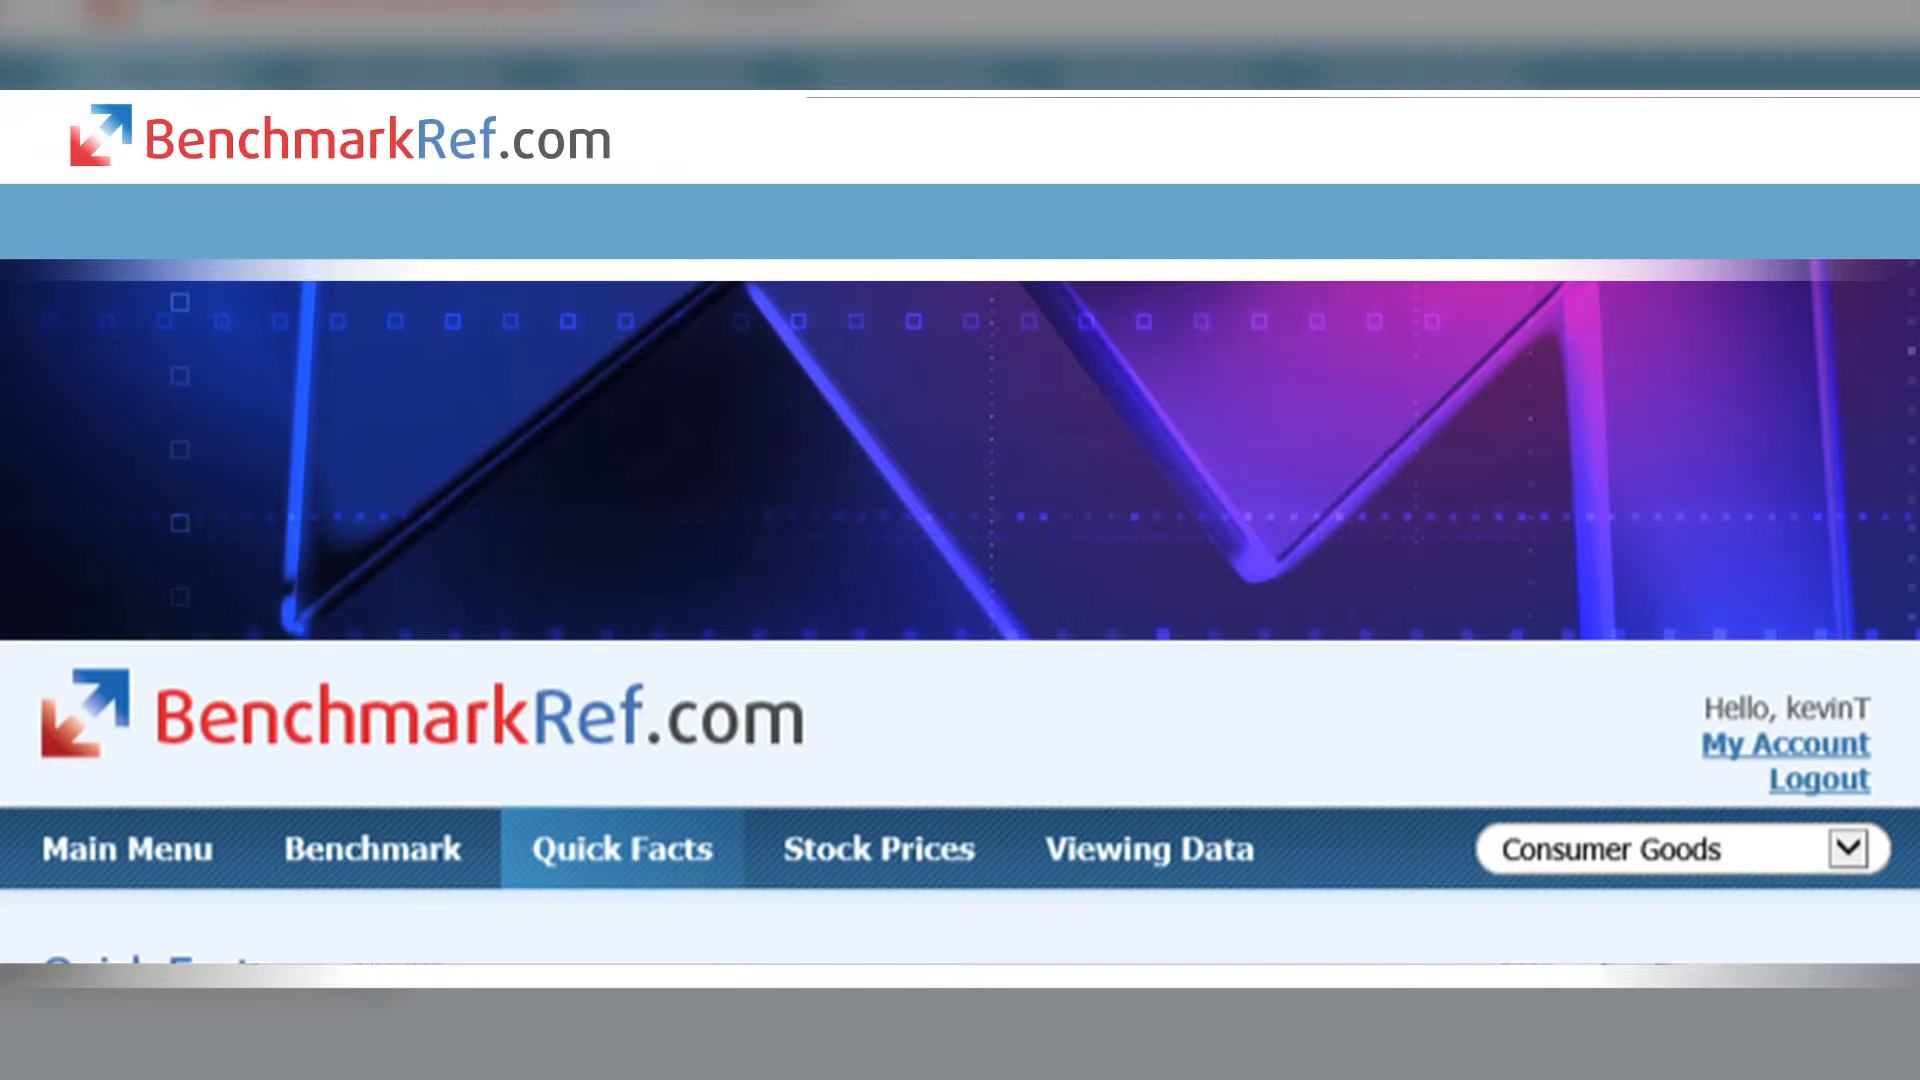 BenchmarkRef.com
BenchmarkRef.com
Hello, kevinT
My Account
Logout
Main Menu
Benchmark
Quick Facts
Stock Prices
Viewing Data
Consumer Goods